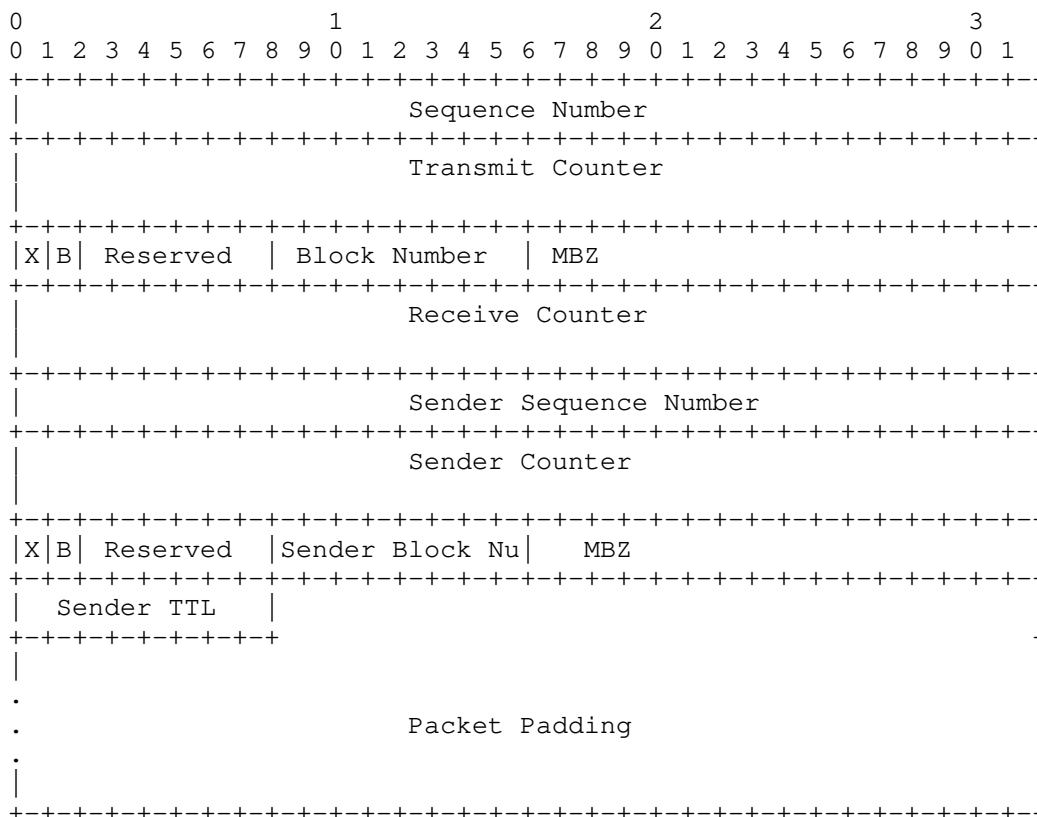 0                   1                   2                   3
0 1 2 3 4 5 6 7 8 9 0 1 2 3 4 5 6 7 8 9 0 1 2 3 4 5 6 7 8 9 0 1
+-+-+-+-+-+-+-+-+-+-+-+-+-+-+-+-+-+-+-+-+-+-+-+-+-+-+-+-+-+-+-+-
|                        Sequence Number
+-+-+-+-+-+-+-+-+-+-+-+-+-+-+-+-+-+-+-+-+-+-+-+-+-+-+-+-+-+-+-+-
|                        Transmit Counter
|
+-+-+-+-+-+-+-+-+-+-+-+-+-+-+-+-+-+-+-+-+-+-+-+-+-+-+-+-+-+-+-+-
|X|B| Reserved  | Block Number  | MBZ
+-+-+-+-+-+-+-+-+-+-+-+-+-+-+-+-+-+-+-+-+-+-+-+-+-+-+-+-+-+-+-+-
|                        Receive Counter
|
+-+-+-+-+-+-+-+-+-+-+-+-+-+-+-+-+-+-+-+-+-+-+-+-+-+-+-+-+-+-+-+-
|                        Sender Sequence Number
+-+-+-+-+-+-+-+-+-+-+-+-+-+-+-+-+-+-+-+-+-+-+-+-+-+-+-+-+-+-+-+-
|                        Sender Counter
|
+-+-+-+-+-+-+-+-+-+-+-+-+-+-+-+-+-+-+-+-+-+-+-+-+-+-+-+-+-+-+-+-
|X|B| Reserved  |Sender Block Nu|   MBZ
+-+-+-+-+-+-+-+-+-+-+-+-+-+-+-+-+-+-+-+-+-+-+-+-+-+-+-+-+-+-+-+-
|  Sender TTL   |
+-+-+-+-+-+-+-+-+                                               -
|
.
.                        Packet Padding
.
|
+-+-+-+-+-+-+-+-+-+-+-+-+-+-+-+-+-+-+-+-+-+-+-+-+-+-+-+-+-+-+-+-